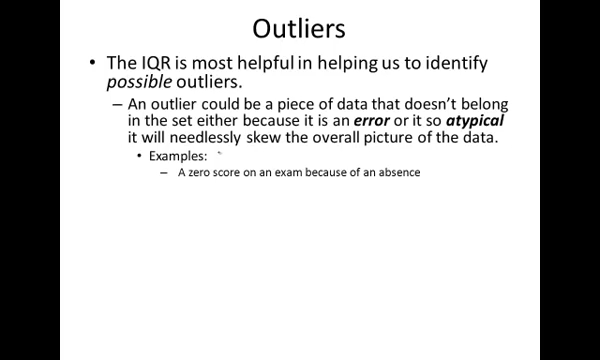 Outliers
• The IQR is most helpful in helping us to identify
possible outliers.
– An outlier could be a piece of data that doesn't belong
in the set either because it is an error or it so atypical
it will needlessly skew the overall picture of the data.
• Examples:
– A zero score on an exam because of an absence